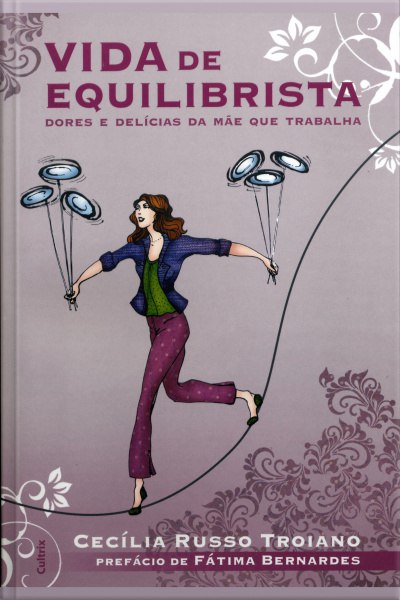 VIDA DE
EQUILIBRISTA
DORES E DELÍCIAS DA MÃE QUE TRABALHA
CECÍLIA RUSSO TROIANO
PREFÁCIO DE FÁTIMA BERNARDES
Cultrix